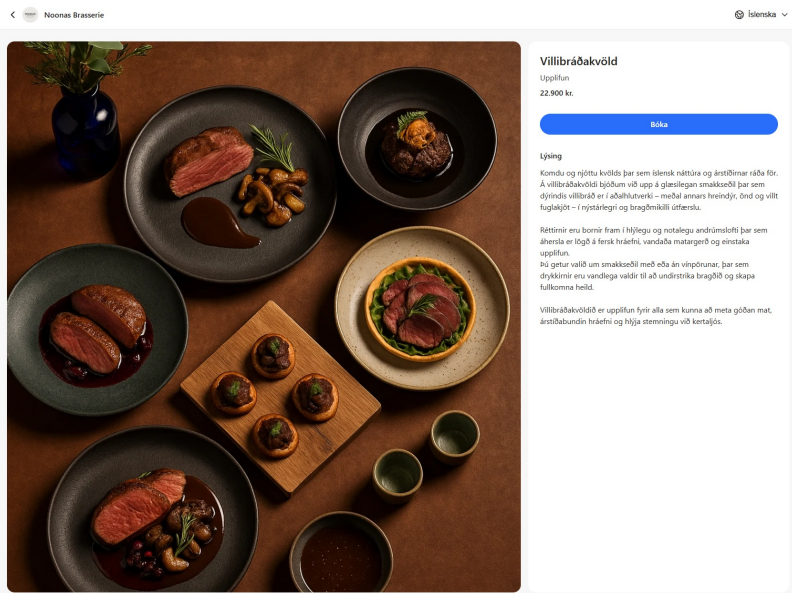 Noonas Brasserie
Íslenska
Villibráðakvöld
Upplifun
22.900 kr.
Bóka
Lýsing
Komdu og njóttu kvölds þar sem íslensk náttúra og árstíðirnar ráða för.
Á villibráðakvöldi bjóðum við upp á glæsilegan smakkseðil þar sem
dýrindis villibráð er í aðalhlutverki – meðal annars hreindýr, önd og villt
fuglakjöt – í nýstárlegri og bragðmikilli útfærslu.
Réttirnir eru bornir fram í hlýlegu og notalegu andrúmslofti þar sem
áhersla er lögð á fersk hráefni, vandaða matargerð og einstaka
upplifun.
Þú getur valið um smakkseðil með eða án vínpörunar, þar sem
drykkirnir eru vandlega valdir til að undirstrika bragðið og skapa
fullkomna heild.
Villibráðakvöldið er upplifun fyrir alla sem kunna að meta góðan mat,
árstíðabundin hráefni og hlýja stemningu við kertaljós.